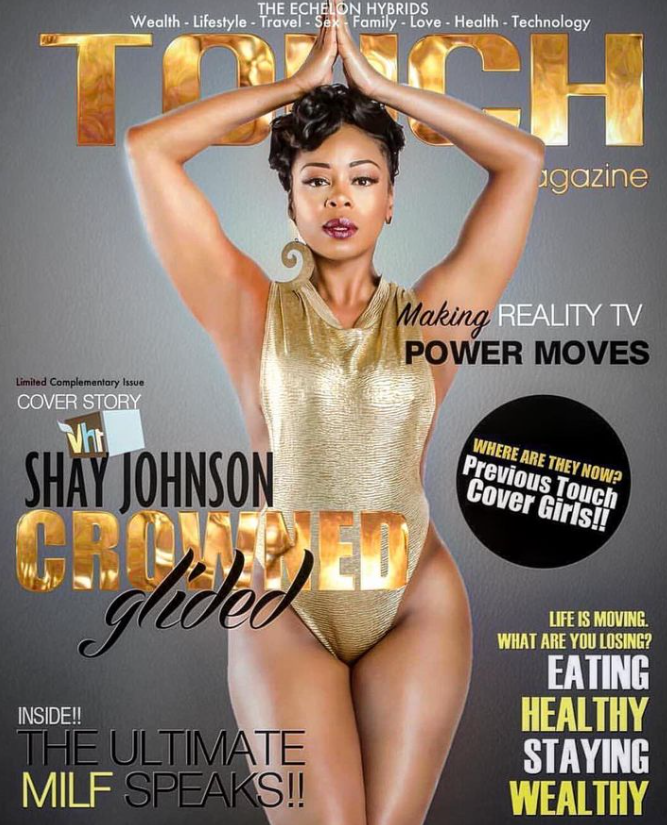 THE ECHELON HYBRIDS
Wealth - Lifestyle - Travel - Sex - Family - Love - Health - Technology
TOUCH
agazine
Making REALITY TV
POWER MOVES
Limited Complementary Issue
COVER STORY
Vh1
SHAY JOHNSON
CROWNED
glided
WHERE ARE THEY NOW?
Previous Touch
Cover Girls!!
LIFE IS MOVING.
WHAT ARE YOU LOSING?
EATING
HEALTHY
STAYING
WEALTHY
INSIDE!!
THE ULTIMATE
MILF SPEAKS!!